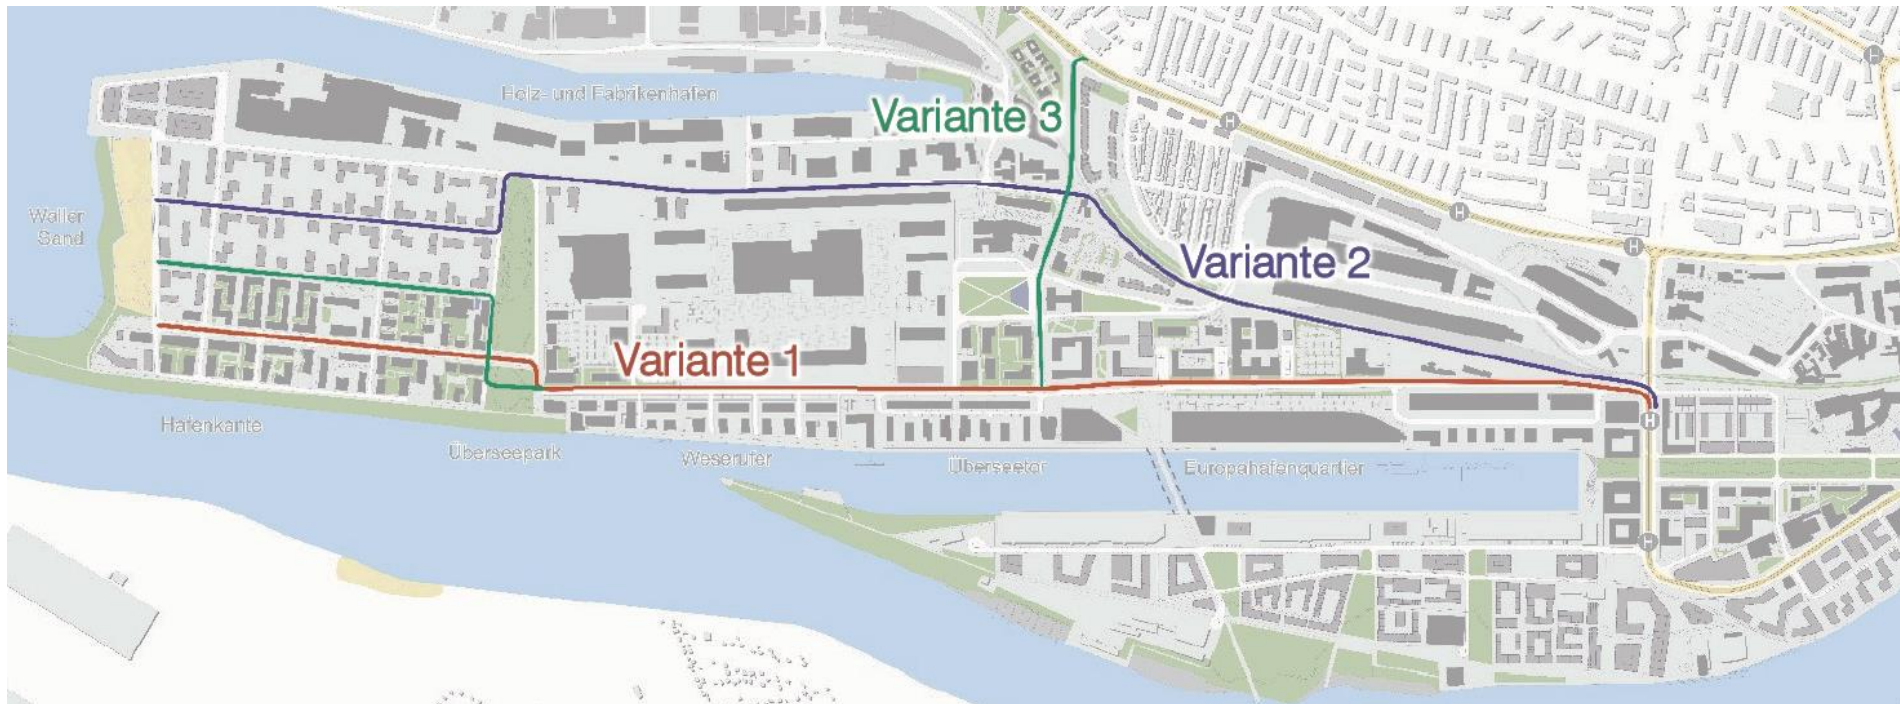 H
H
Holz- und Fabrikenhafen
Variante 3
H
H
Waller
Sand
H
Variante 2
Variante 1
Hafenkante
H
Überseepark
Weserufer
Überseetor
Europahafenquartier
H